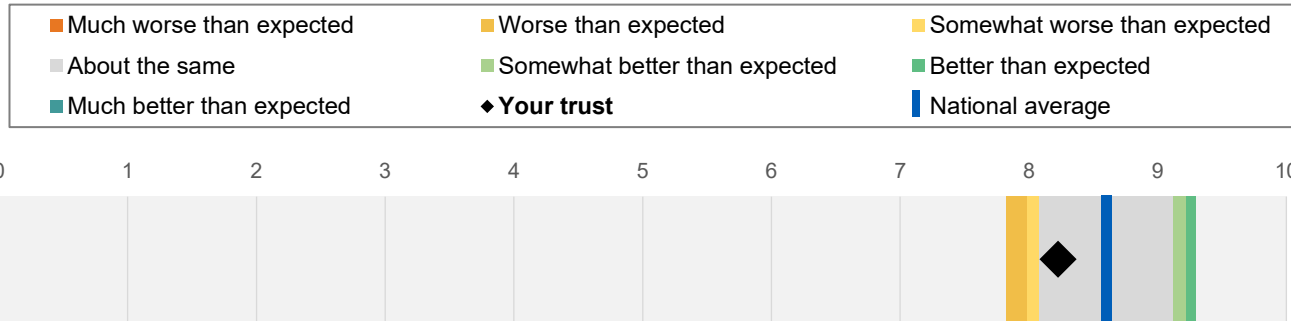 Much worse than expected Worse than expected Somewhat worse than expected
About the same Somewhat better than expected Better than expected
Much better than expected Your trust National average
0 1 2 3 4 5 6 7 8 9 10